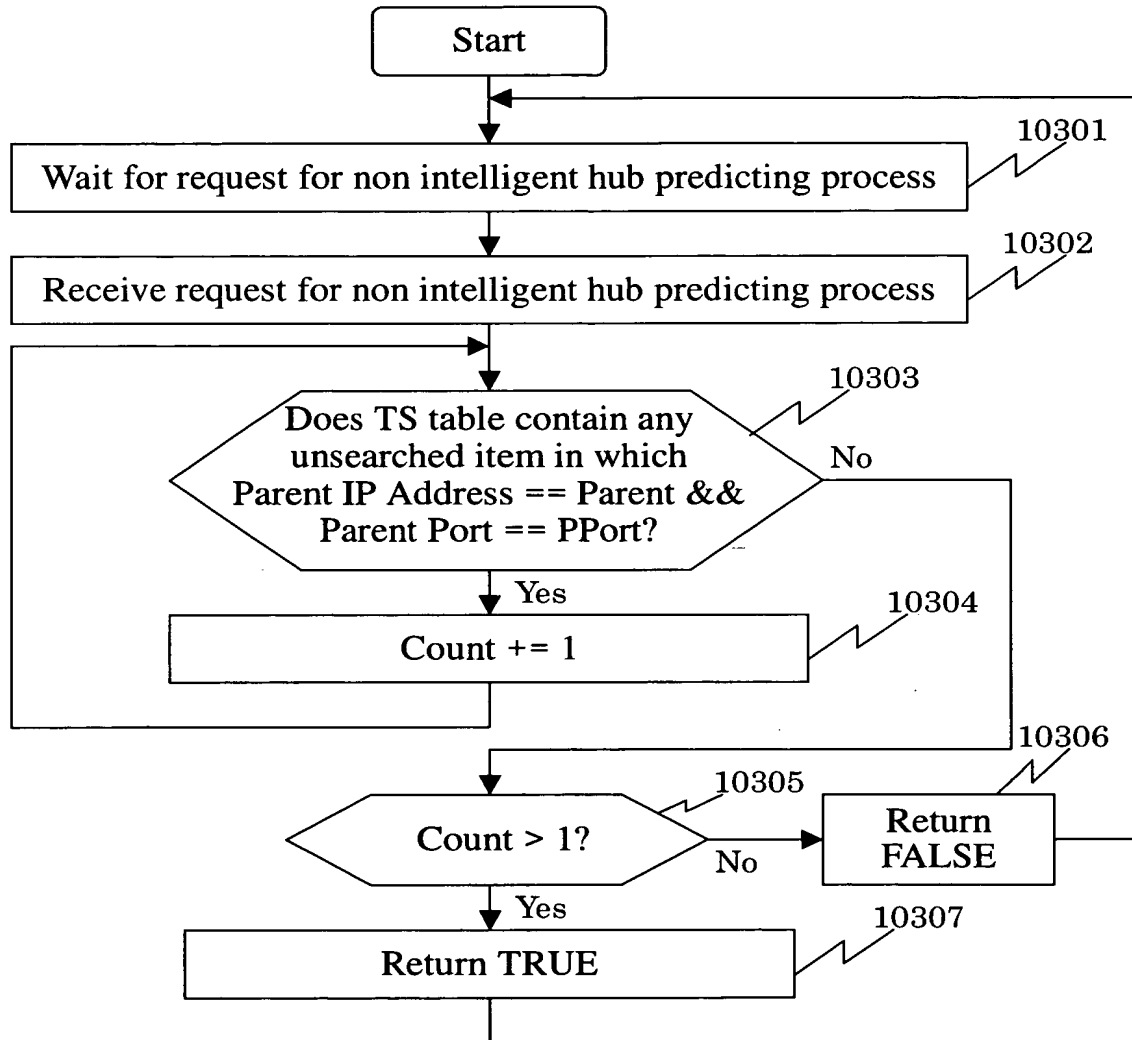 Start
10301
Wait for request for non intelligent hub predicting process
10302
Receive request for non intelligent hub predicting process
10303
Does TS table contain any
unsearched item in which
Parent IP Address == Parent &&
Parent Port == PPort?
No
Yes
10304
Count += 1
10305
10306
Count > 1?
No
Return
FALSE
Yes
10307
Return TRUE